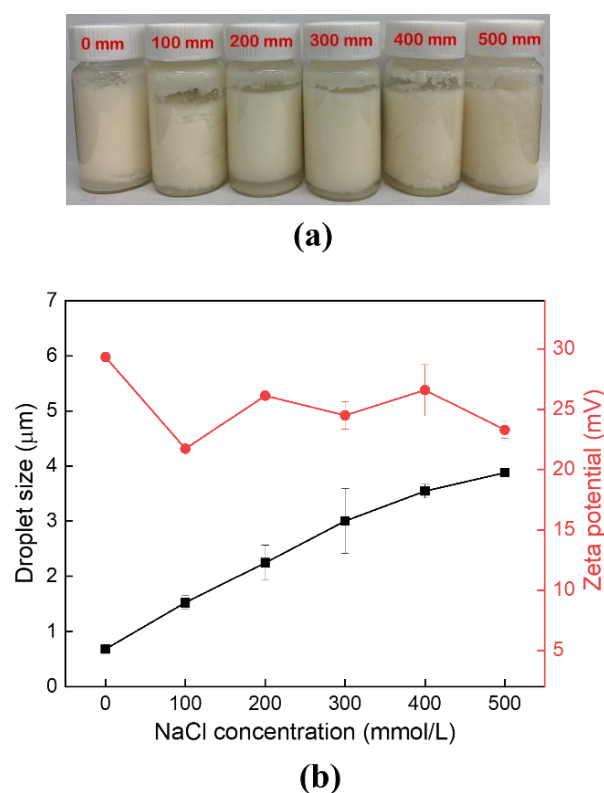 0 mm 100 mm 200 mm 300 mm 400 mm 500 mm
(a)
7
6
5
4
3
2
1
0
Droplet size (μm)
30
25
20
15
10
5
Zeta potential (mV)
0 100 200 300 400 500
NaCl concentration (mmol/L)
(b)